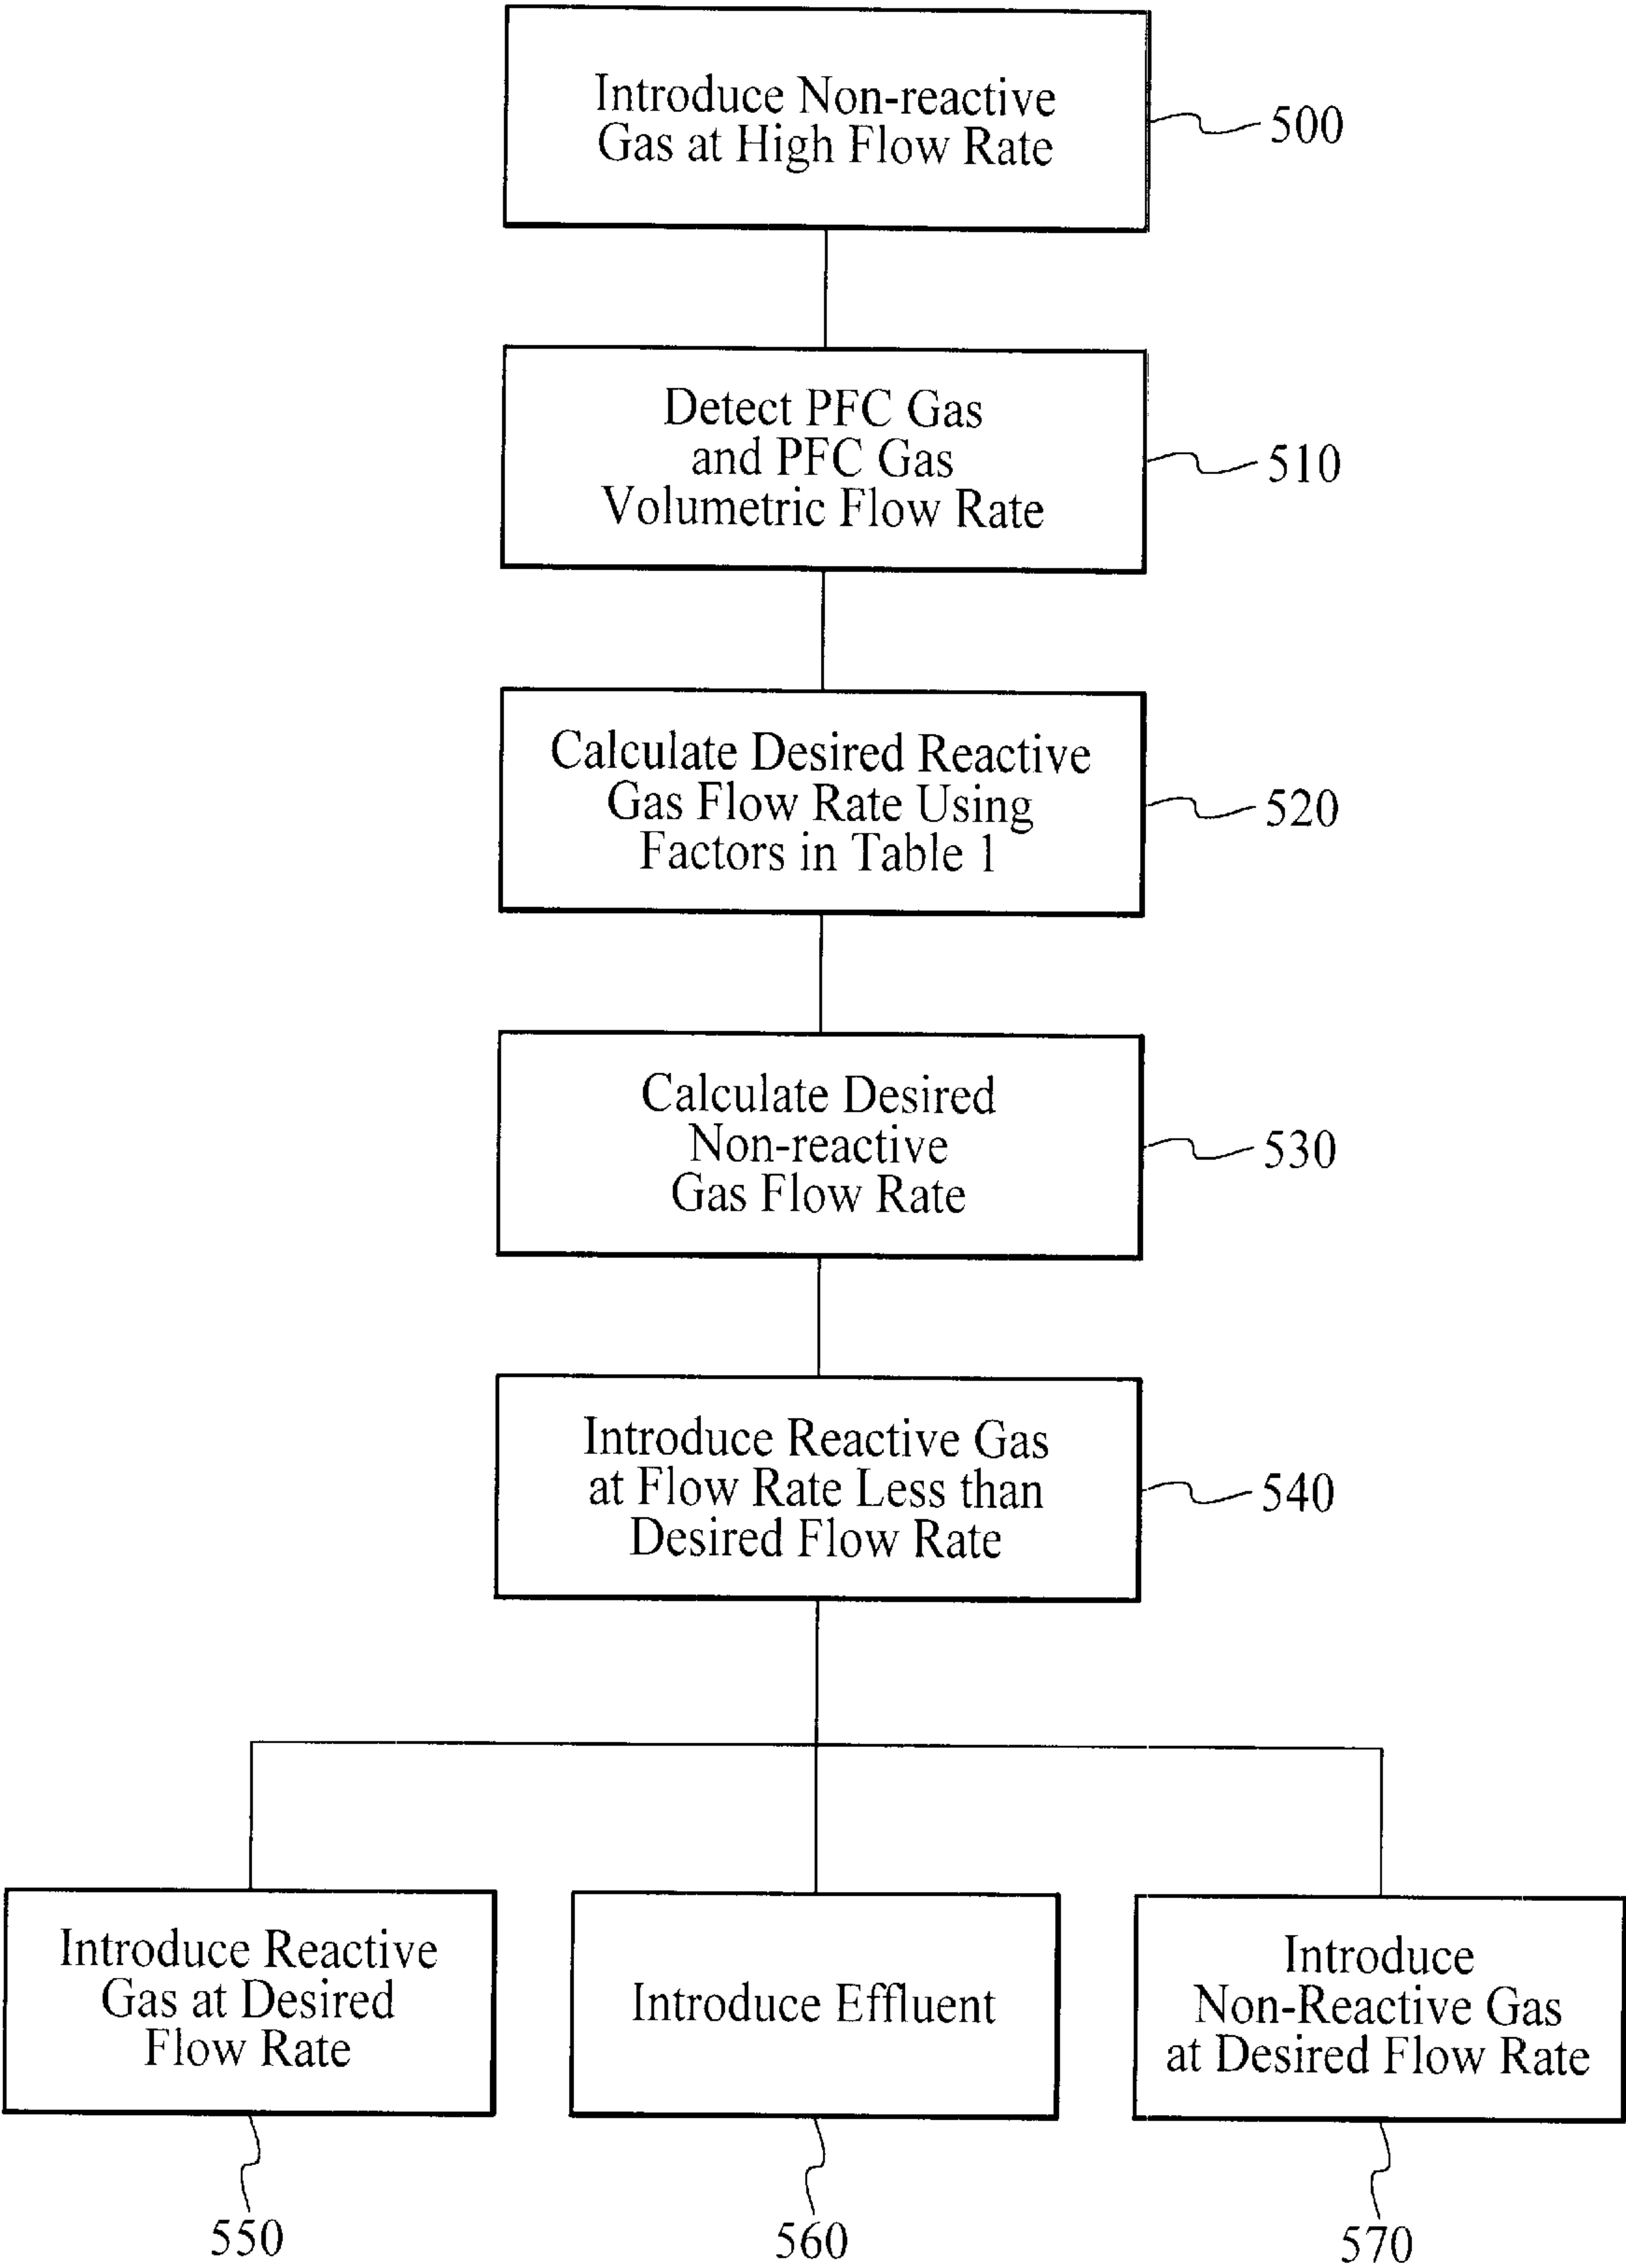 Introduce Non-reactive
Gas at High Flow Rate
500
Detect PFC Gas
and PFC Gas
Volumetric Flow Rate
510
Calculate Desired Reactive
Gas Flow Rate Using
Factors in Table 1
520
Calculate Desired
Non-reactive
Gas Flow Rate
530
Introduce Reactive Gas
at Flow Rate Less than
Desired Flow Rate
540
Introduce Reactive
Gas at Desired
Flow Rate
550
Introduce Effluent
560
Introduce
Non-Reactive Gas
at Desired Flow Rate
570